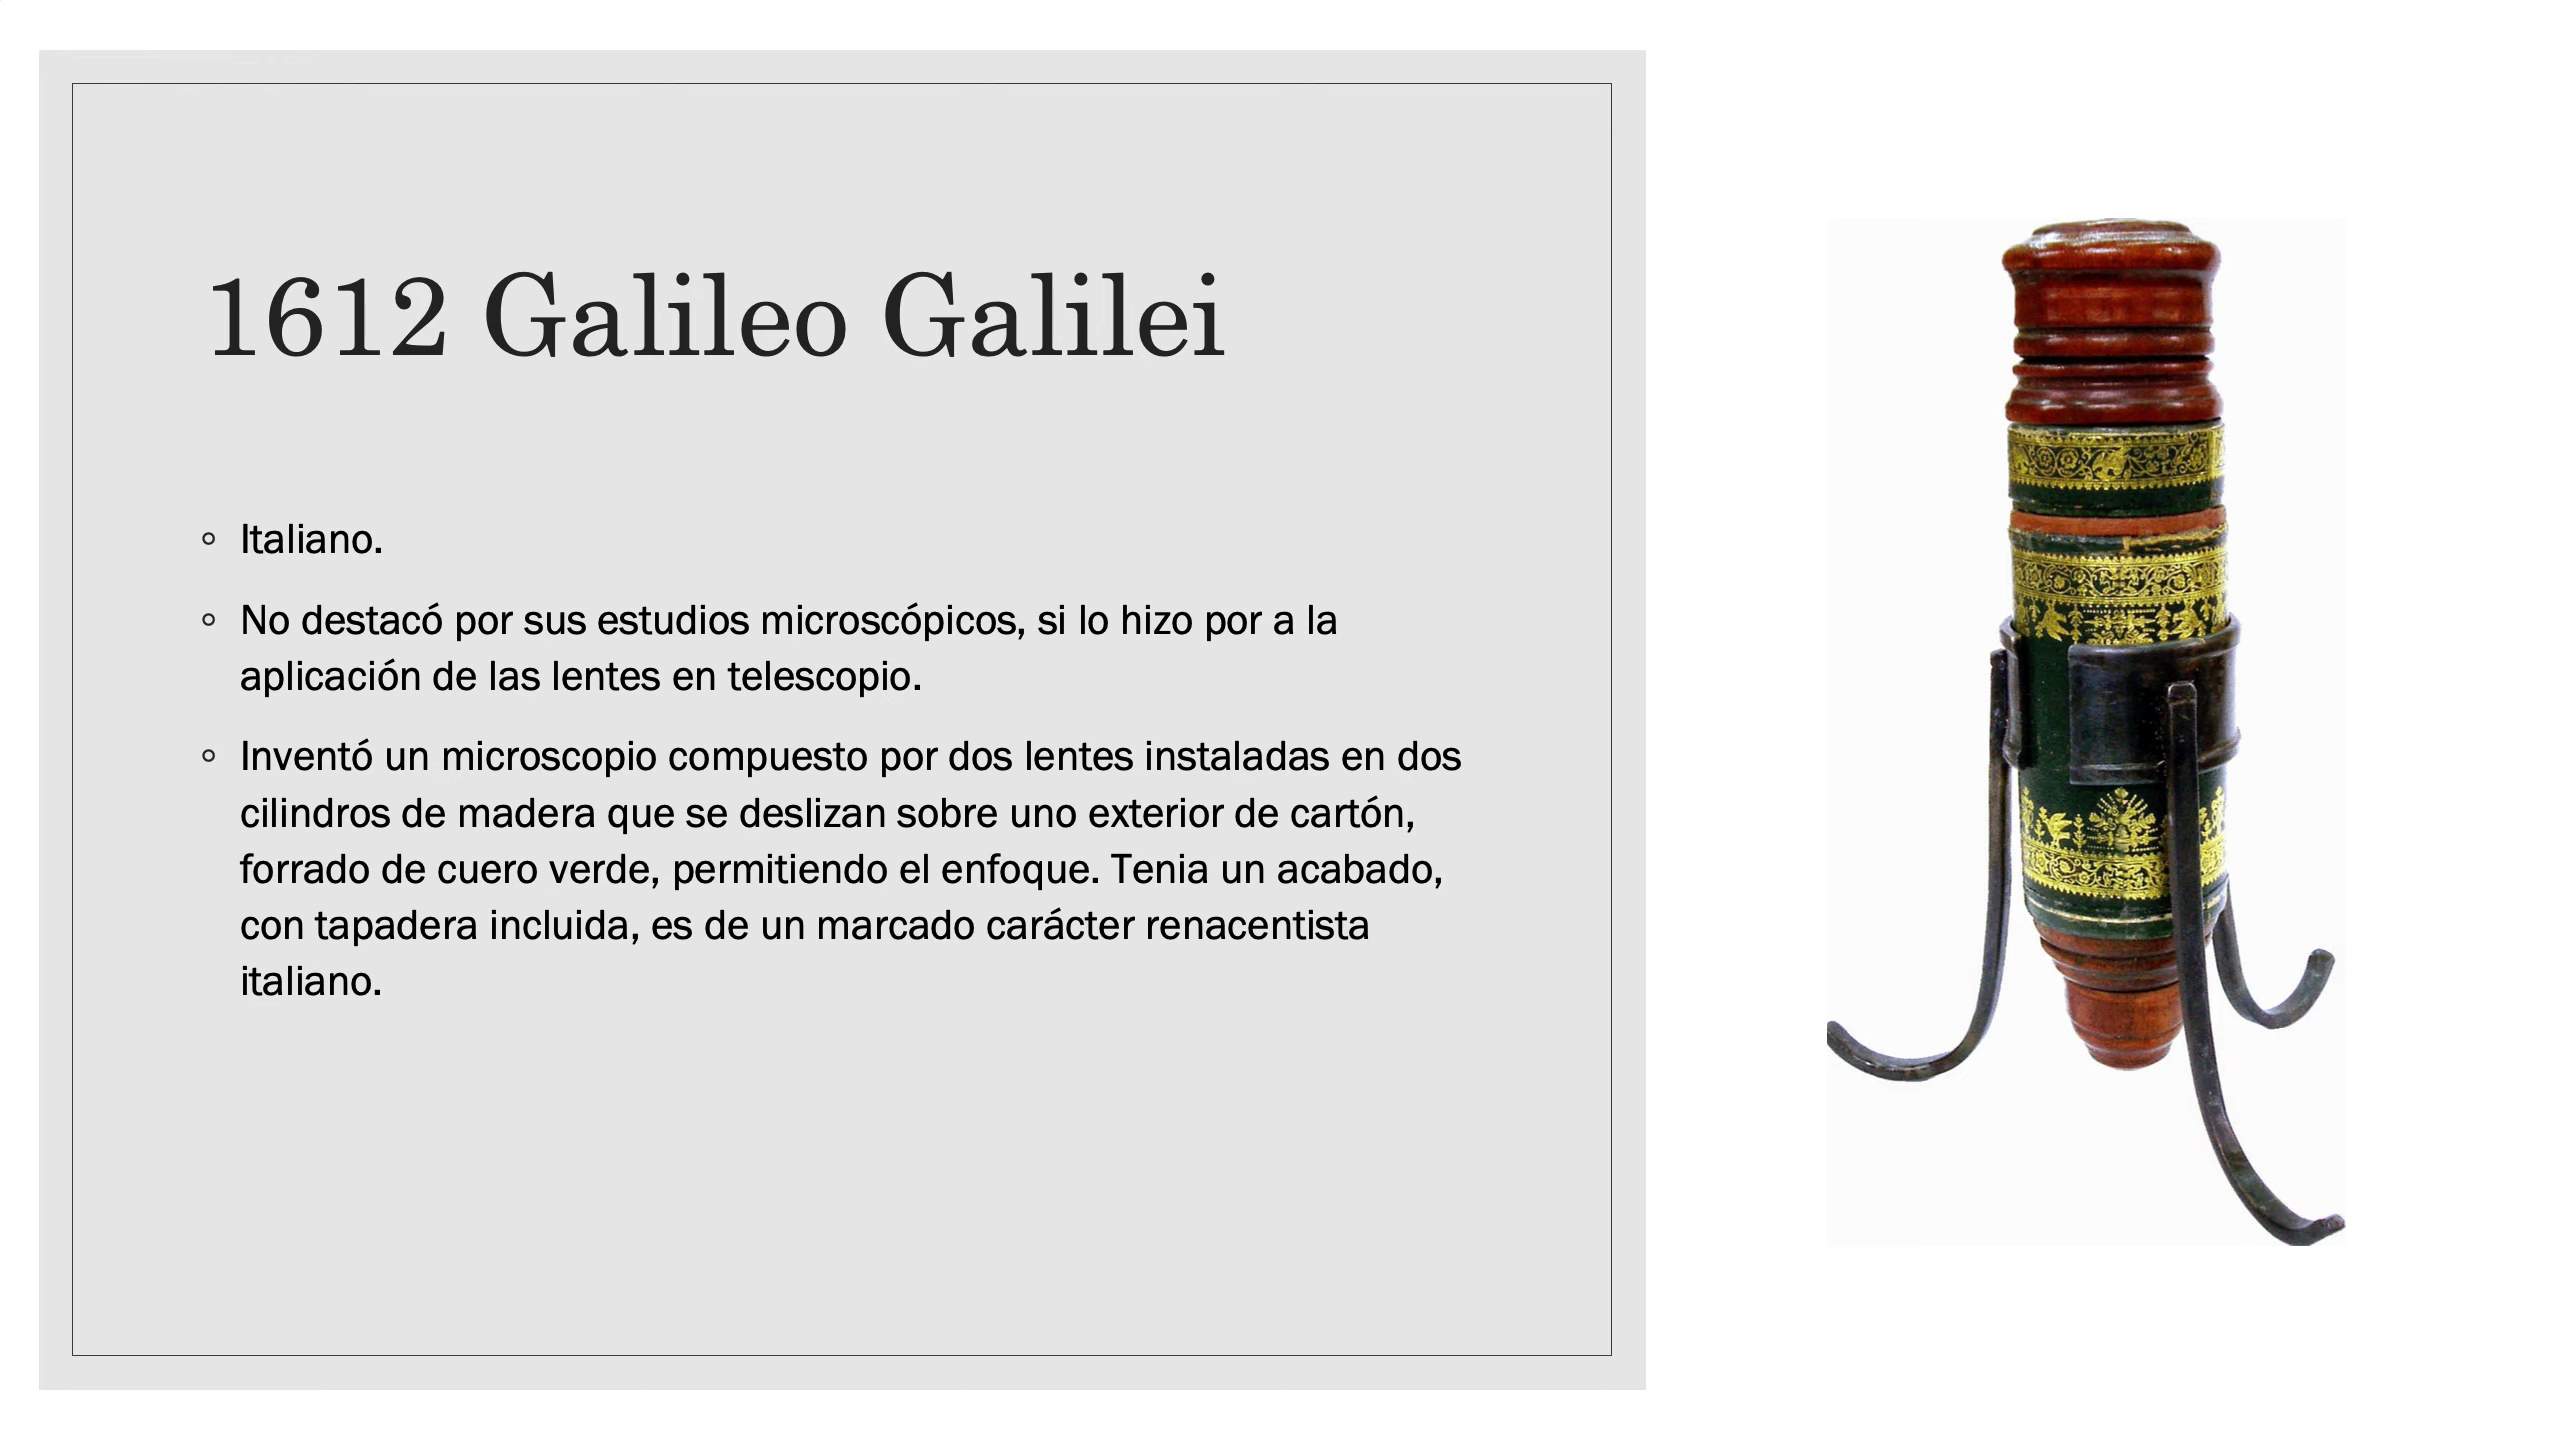 1612 Galileo Galilei
◦ Italiano.
◦ No destacó por sus estudios microscópicos, si lo hizo por a la
aplicación de las lentes en telescopio.
◦ Inventó un microscopio compuesto por dos lentes instaladas en dos
cilindros de madera que se deslizan sobre uno exterior de cartón,
forrado de cuero verde, permitiendo el enfoque. Tenia un acabado,
con tapadera incluida, es de un marcado carácter renacentista
italiano.